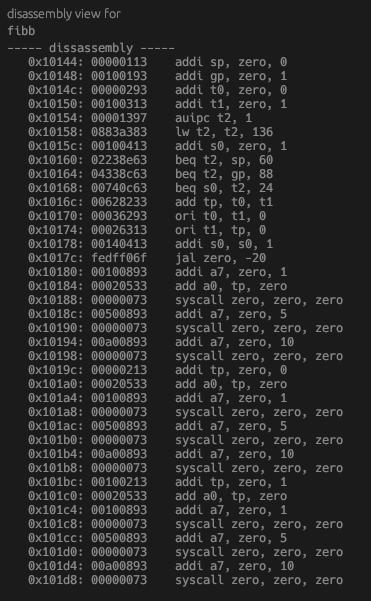 disassembly view for
fibb
----- dissassembly -----
0x10144: 00000113 addi sp, zero, 0
0x10148: 00100193 addi gp, zero, 1
0x1014c: 00000293 addi t0, zero, 0
0x10150: 00100313 addi t1, zero, 1
0x10154: 00001397 auipc t2, 1
0x10158: 0883a383 lw t2, t2, 136
0x1015c: 00100413 addi s0, zero, 1
0x10160: 02238e63 beq t2, sp, 60
0x10164: 04338c63 beq t2, gp, 88
0x10168: 00740c63 beq s0, t2, 24
0x1016c: 00628233 add tp, t0, t1
0x10170: 00036293 ori t0, t1, 0
0x10174: 00026313 ori t1, tp, 0
0x10178: 00140413 addi s0, s0, 1
0x1017c: fedff06f jal zero, -20
0x10180: 00100893 addi a7, zero, 1
0x10184: 00020533 add a0, tp, zero
0x10188: 00000073 syscall zero, zero, zero
0x1018c: 00500893 addi a7, zero, 5
0x10190: 00000073 syscall zero, zero, zero
0x10194: 00a00893 addi a7, zero, 10
0x10198: 00000073 syscall zero, zero, zero
0x1019c: 00000213 addi tp, zero, 0
0x101a0: 00020533 add a0, tp, zero
0x101a4: 00100893 addi a7, zero, 1
0x101a8: 00000073 syscall zero, zero, zero
0x101ac: 00500893 addi a7, zero, 5
0x101b0: 00000073 syscall zero, zero, zero
0x101b4: 00a00893 addi a7, zero, 10
0x101b8: 00000073 syscall zero, zero, zero
0x101bc: 00100213 addi tp, zero, 1
0x101c0: 00020533 add a0, tp, zero
0x101c4: 00100893 addi a7, zero, 1
0x101c8: 00000073 syscall zero, zero, zero
0x101cc: 00500893 addi a7, zero, 5
0x101d0: 00000073 syscall zero, zero, zero
0x101d4: 00a00893 addi a7, zero, 10
0x101d8: 00000073 syscall zero, zero, zero